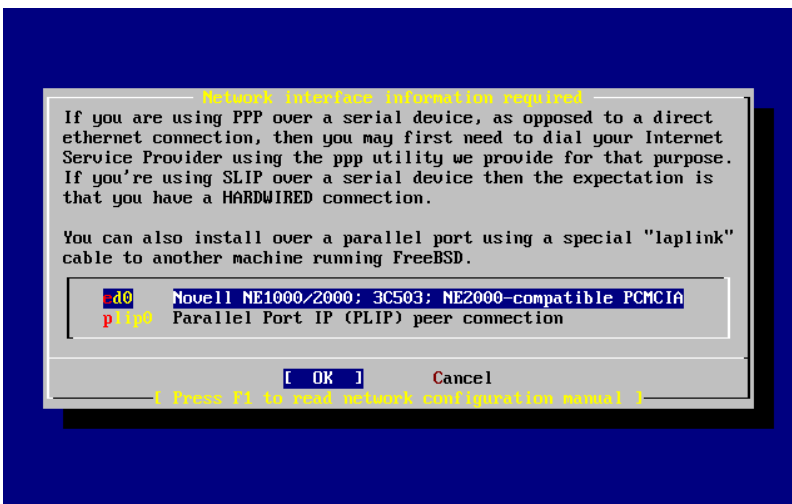 Network interface information required
If you are using PPP over a serial device, as opposed to a direct
ethernet connection, then you may first need to dial your Internet
Service Provider using the ppp utility we provide for that purpose.
If you're using SLIP over a serial device then the expectation is
that you have a HARDWIRED connection.
You can also install over a parallel port using a special "laplink"
cable to another machine running FreeBSD.
ed0 Novell NE1000/2000; 3C503; NE2000-compatible PCMCIA
plip0 Parallel Port IP (PLIP) peer connection
[ OK ] Cancel
[ Press F1 to read network configuration manual ]